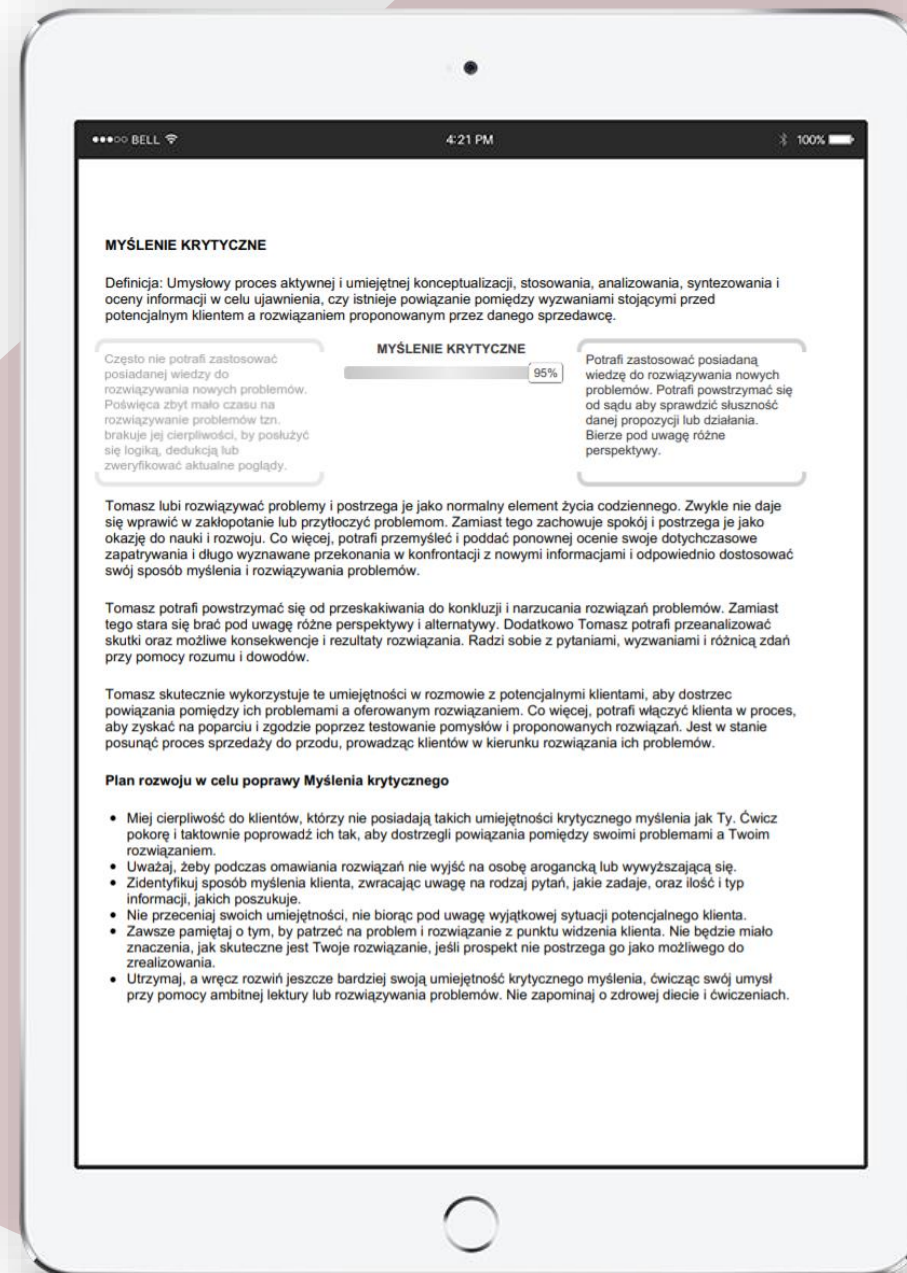 BELL
4:21 PM
100%
MYŚLENIE KRYTYCZNE
Definicja: Umysłowy proces aktywnej i umiejętnej konceptualizacji, stosowania, analizowania, syntezowania i
oceny informacji w celu ujawnienia, czy istnieje powiązanie pomiędzy wyzwaniami stojącymi przed
potencjalnym klientem a rozwiązaniem proponowanym przez danego sprzedawcę.
Często nie potrafi zastosować
posiadanej wiedzy do
rozwiązywania nowych problemów.
Poświęca zbyt mało czasu na
rozwiązywanie problemów tzn.
brakuje jej cierpliwości, by posłużyć
się logiką, dedukcją lub
zweryfikować aktualne poglądy.
MYŚLENIE KRYTYCZNE
95%
Potrafi zastosować posiadaną
wiedzę do rozwiązywania nowych
problemów. Potrafi powstrzymać się
od sądu aby sprawdzić słuszność
danej propozycji lub działania.
Bierze pod uwagę różne
perspektywy.
Tomasz lubi rozwiązywać problemy i postrzega je jako normalny element życia codziennego. Zwykle nie daje
się wprawić w zakłopotanie lub przytłoczyć problemom. Zamiast tego zachowuje spokój i postrzega je jako
okazję do nauki i rozwoju. Co więcej, potrafi przemyśleć i poddać ponownej ocenie swoje dotychczasowe
zapatrywania i długo wyznawane przekonania w konfrontacji z nowymi informacjami i odpowiednio dostosować
swój sposób myślenia i rozwiązywania problemów.
Tomasz potrafi powstrzymać się od przeskakiwania do konkluzji i narzucania rozwiązań problemów. Zamiast
tego stara się brać pod uwagę różne perspektywy i alternatywy. Dodatkowo Tomasz potrafi przeanalizować
skutki oraz możliwe konsekwencje i rezultaty rozwiązania. Radzi sobie z pytaniami, wyzwaniami i różnicą zdań
przy pomocy rozumu i dowodów.
Tomasz skutecznie wykorzystuje te umiejętności w rozmowie z potencjalnymi klientami, aby dostrzec
powiązania pomiędzy ich problemami a oferowanym rozwiązaniem. Co więcej, potrafi włączyć klienta w proces,
aby zyskać na poparciu i zgodzie poprzez testowanie pomysłów i proponowanych rozwiązań. Jest w stanie
posunąć proces sprzedaży do przodu, prowadząc klientów w kierunku rozwiązania ich problemów.
Plan rozwoju w celu poprawy Myślenia krytycznego
• Miej cierpliwość do klientów, którzy nie posiadają takich umiejętności krytycznego myślenia jak Ty. Ćwicz
pokorę i taktownie poprowadź ich tak, aby dostrzegli powiązania pomiędzy swoimi problemami a Twoim
rozwiązaniem.
• Uważaj, żeby podczas omawiania rozwiązań nie wyjść na osobę arogancką lub wywyższającą się.
• Zidentyfikuj sposób myślenia klienta, zwracając uwagę na rodzaj pytań, jakie zadaje, oraz ilość i typ
informacji, jakich poszukuje.
• Nie przeceniaj swoich umiejętności, nie biorąc pod uwagę wyjątkowej sytuacji potencjalnego klienta.
• Zawsze pamiętaj o tym, by patrzeć na problem i rozwiązanie z punktu widzenia klienta. Nie będzie miało
znaczenia, jak skuteczne jest Twoje rozwiązanie, jeśli prospekt nie postrzega go jako możliwego do
zrealizowania.
• Utrzymaj, a wręcz rozwiń jeszcze bardziej swoją umiejętność krytycznego myślenia, ćwicząc swój umysł
przy pomocy ambitnej lektury lub rozwiązywania problemów. Nie zapominaj o zdrowej diecie i ćwiczeniach.